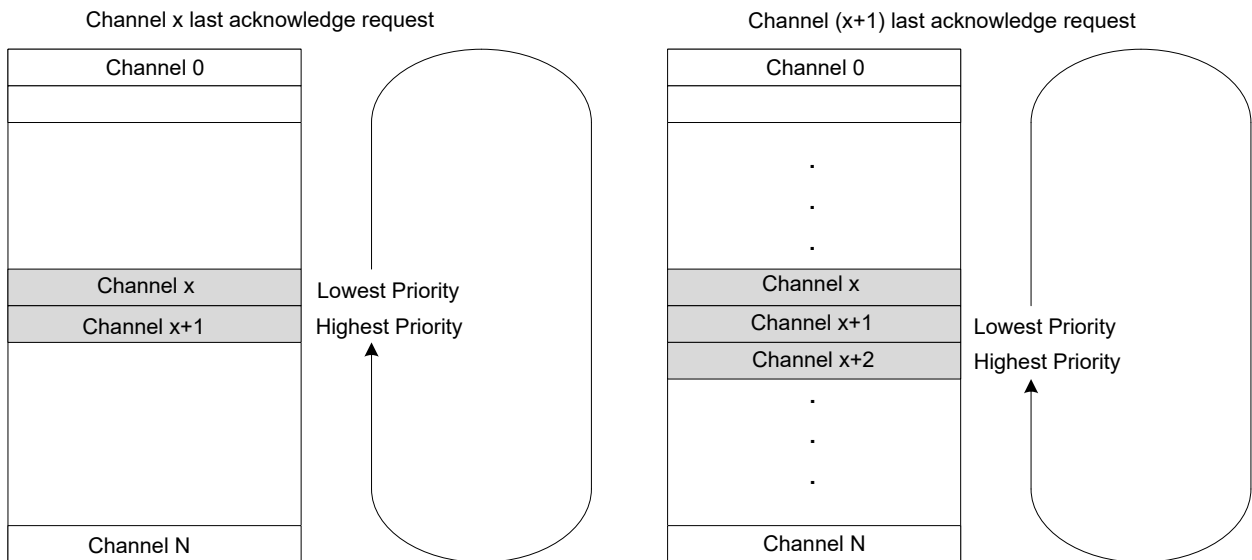 Channel x last acknowledge request
Channel 0
Channel x
Lowest Priority
Channel x+1
Highest Priority
Channel N
Channel (x+1) last acknowledge request
Channel 0
.
.
.
Channel x
Channel x+1
Lowest Priority
Channel x+2
Highest Priority
.
.
.
Channel N